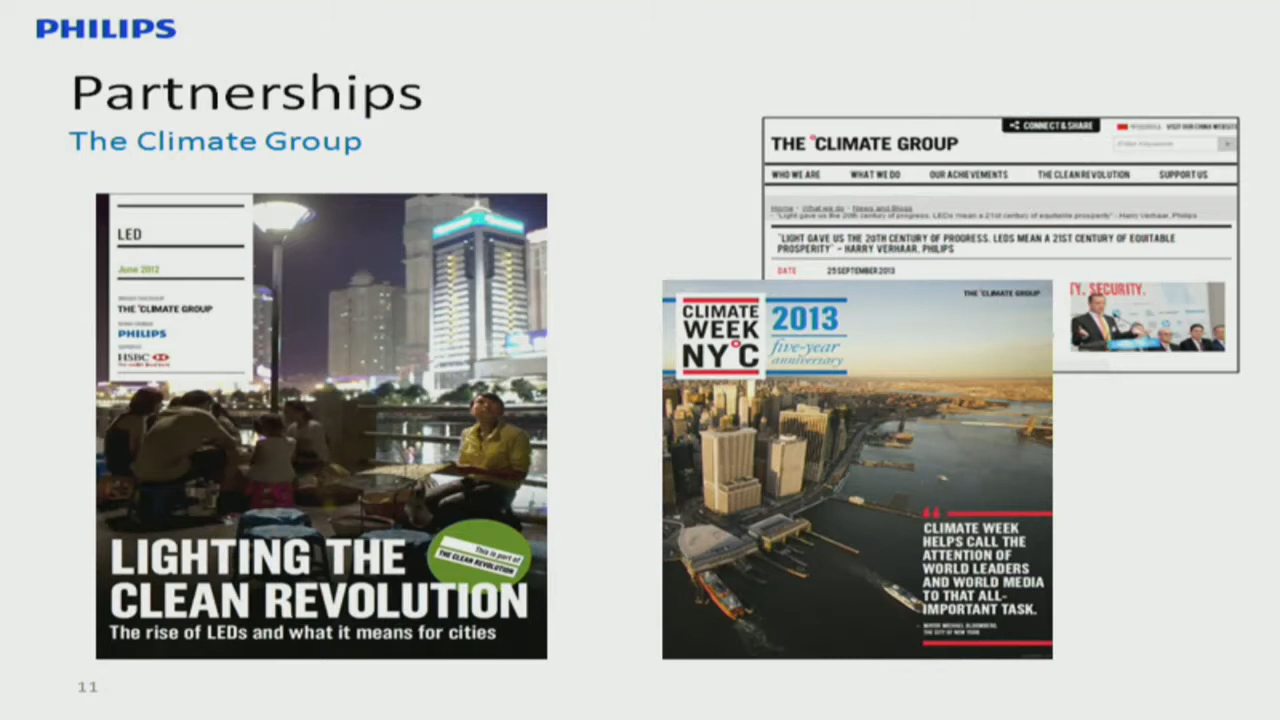 PHILIPS
Partnerships
The Climate Group
LED
June 2012
THE °CLIMATE GROUP
PHILIPS
HSBC
LIGHTING THE
CLEAN REVOLUTION
The rise of LEDs and what it means for cities
This is part of
THE CLEAN REVOLUTION
CONNECT & SHARE
VISIT OUR CHINA WEBSITE
THE °CLIMATE GROUP
Enter Keywords
WHO WE ARE WHAT WE DO OUR ACHIEVEMENTS THE CLEAN REVOLUTION SUPPORT US
Home - What we do - News and Blogs
- "Light gave us the 20th century of progress. LEDs mean a 21st century of equitable prosperity" - Harry Verhaar, Philips
"LIGHT GAVE US THE 20TH CENTURY OF PROGRESS. LEDS MEAN A 21ST CENTURY OF EQUITABLE
PROSPERITY" - HARRY VERHAAR, PHILIPS
DATE 25 SEPTEMBER 2013
TY. SECURITY.
THE °CLIMATE GROUP
CLIMATE
WEEK
NY°C
2013
five-year
anniversary
CLIMATE WEEK
HELPS CALL THE
ATTENTION OF
WORLD LEADERS
AND WORLD MEDIA
TO THAT ALL-
IMPORTANT TASK.
MAYOR MICHAEL BLOOMBERG,
THE CITY OF NEW YORK
11